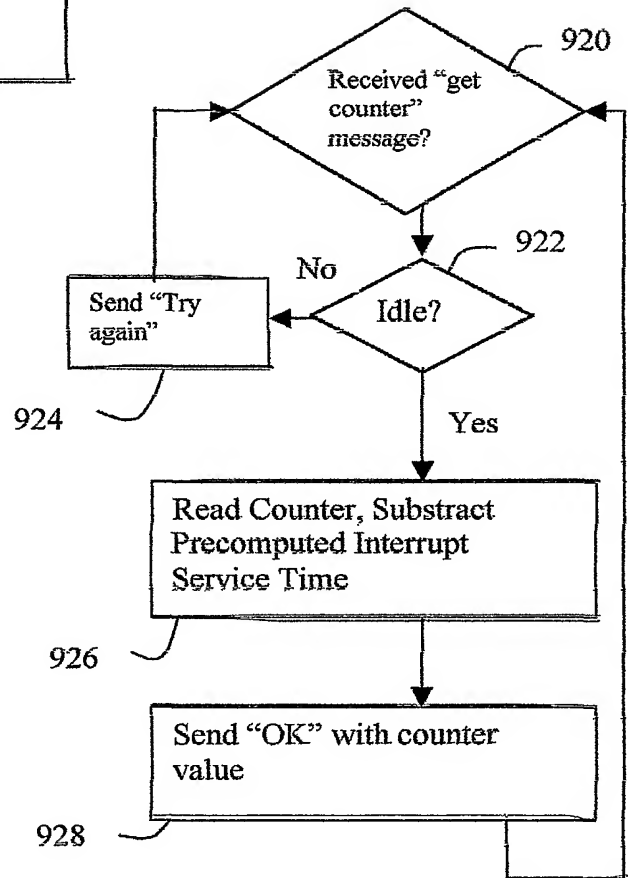 920
Received “get
counter”
message?
922
No
Idle?
Send “Try
again”
924
Yes
Read Counter, Substract
Precomputed Interrupt
Service Time
926
Send “OK” with counter
value
928